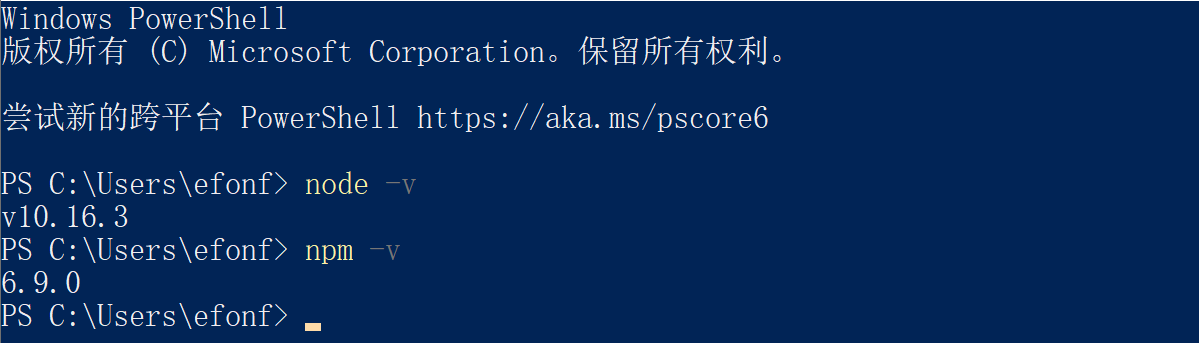 Windows PowerShell
版权所有 (C) Microsoft Corporation。保留所有权利。
尝试新的跨平台 PowerShell https://aka.ms/pscore6
PS C:\Users\efonf> node -v
v10.16.3
PS C:\Users\efonf> npm -v
6.9.0
PS C:\Users\efonf>